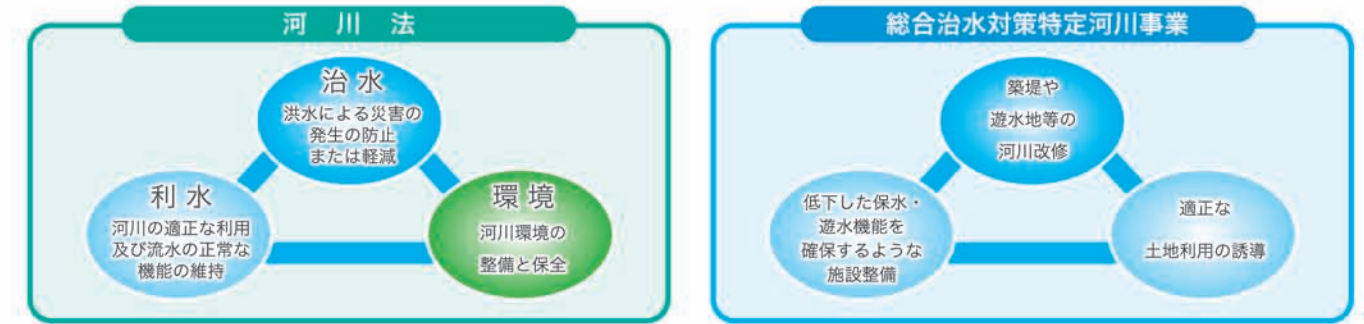 河川法
治水
洪水による災害の
発生の防止
または軽減
利水
河川の適正な利用
及び流水の正常な
機能の維持
環境
河川環境の
整備と保全
総合治水対策特定河川事業
築堤や
遊水地等の
河川改修
低下した保水・
遊水機能を
確保するような
施設整備
適正な
土地利用の誘導